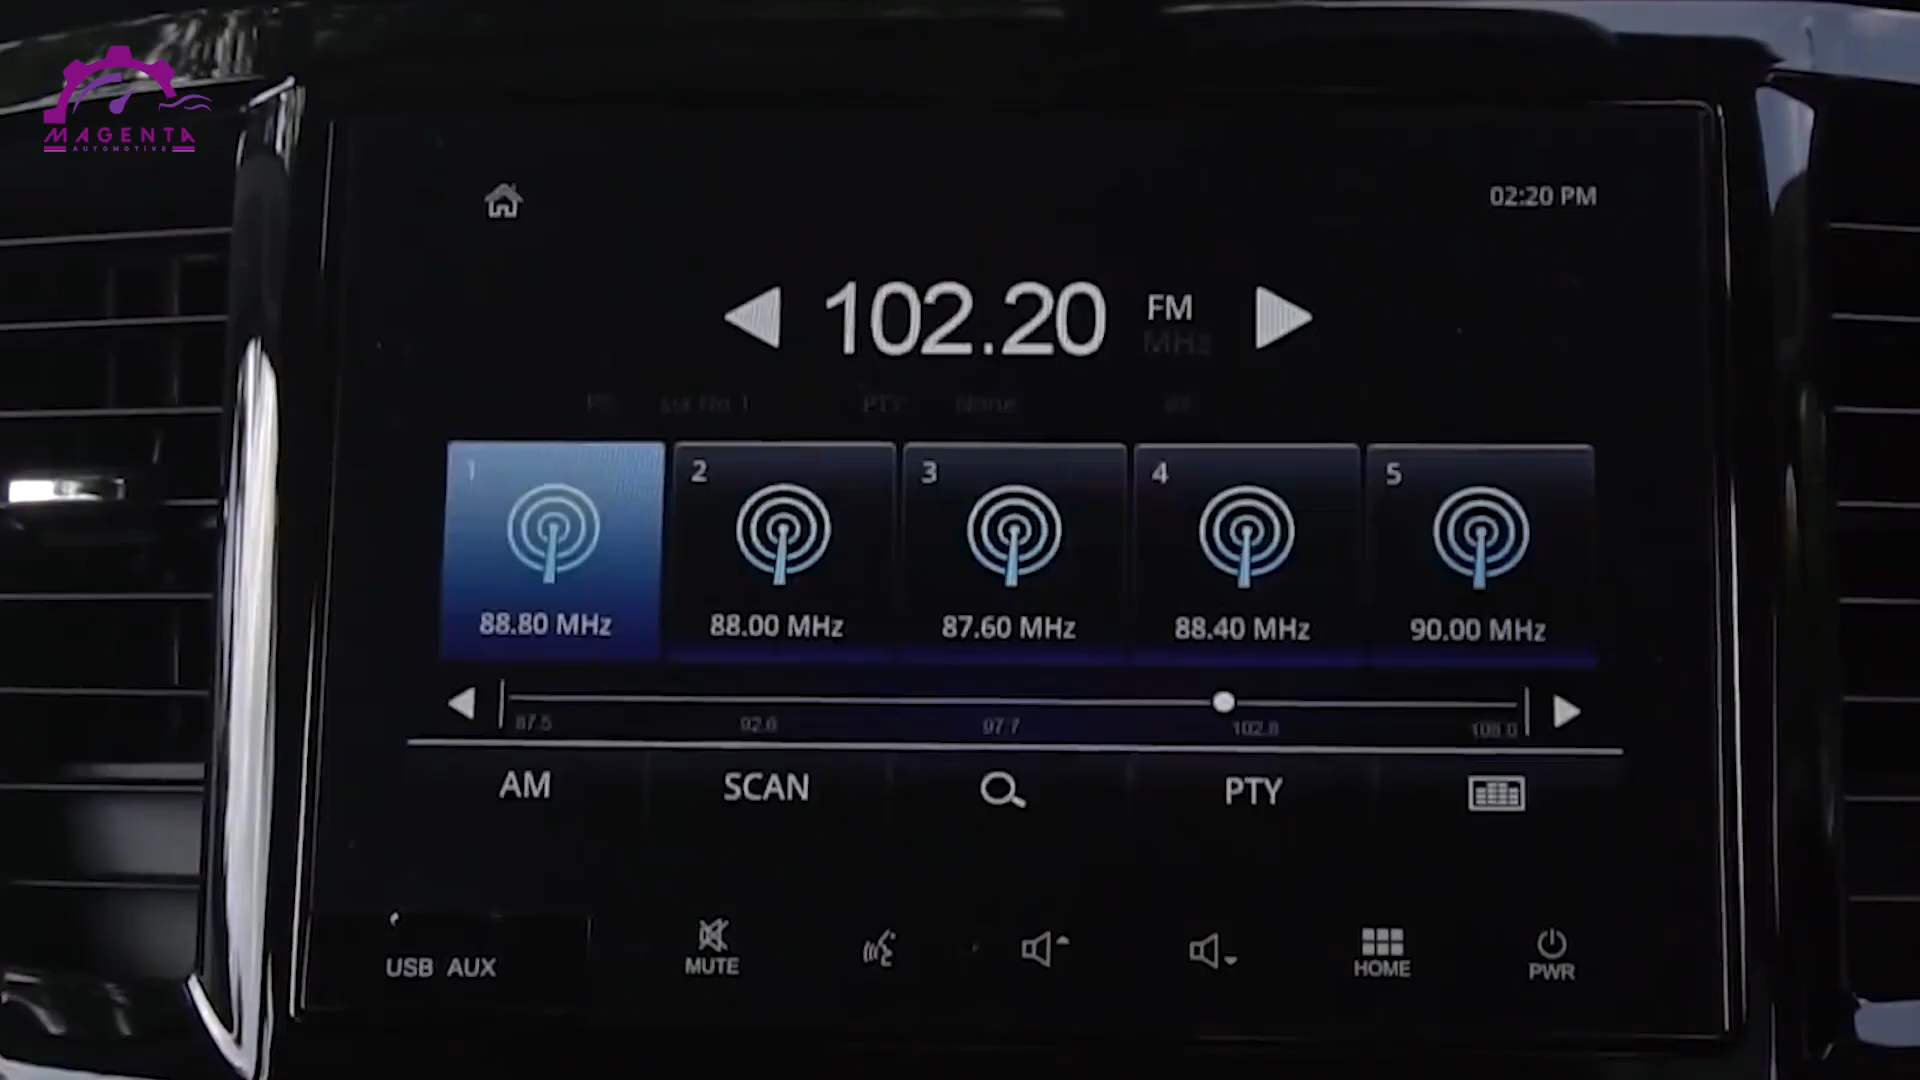 MAGENTA
AUTOMOTIVE
02:20 PM
102.20 FM
MHz
PTY None
1 2 3 4 5
88.80 MHz 88.00 MHz 87.60 MHz 88.40 MHz 90.00 MHz
87.5 92.6 97.7 102.8 108.0
AM SCAN PTY
USB AUX MUTE HOME PWR